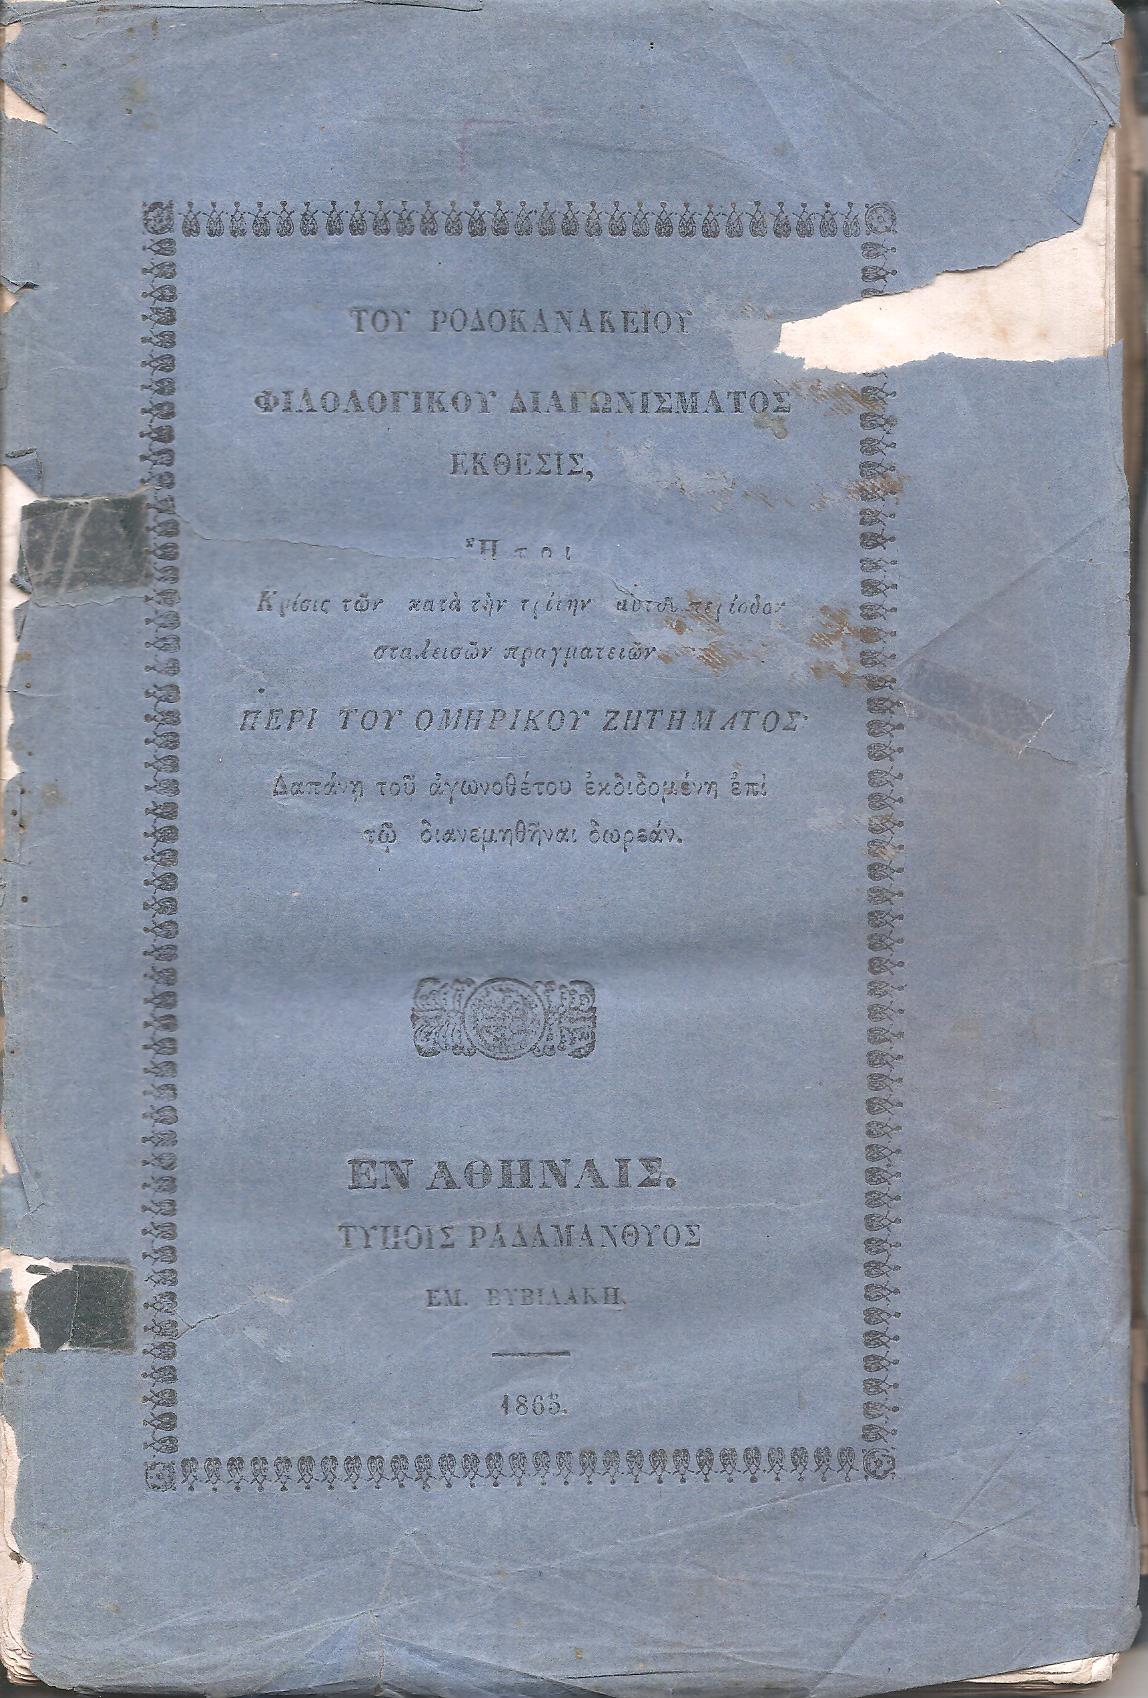 ΤΟΥ ΡΟΔΟΚΑΝΑΚΕΙΟΥ
ΦΙΛΟΛΟΓΙΚΟΥ ΔΙΑΓΩΝΙΣΜΑΤΟΣ
ΕΚΘΕΣΙΣ,
Ἤτοι
Κρίσις τῶν κατὰ τὴν τρίτην αὐτοῦ περίοδον
σταλεισῶν πραγματειῶν
ΠΕΡΙ ΤΟΥ ΟΜΗΡΙΚΟΥ ΖΗΤΗΜΑΤΟΣ·
Δαπάνῃ τοῦ ἀγωνοθέτου ἐκδιδομένη ἐπὶ
τῷ διανεμηθῆναι δωρεάν.
ΕΝ ΑΘΗΝΑΙΣ.
ΤΥΠΟΙΣ ΡΑΔΑΜΑΝΘΥΟΣ
ΕΜ. ΒΥΒΙΛΑΚΗ.
1865.